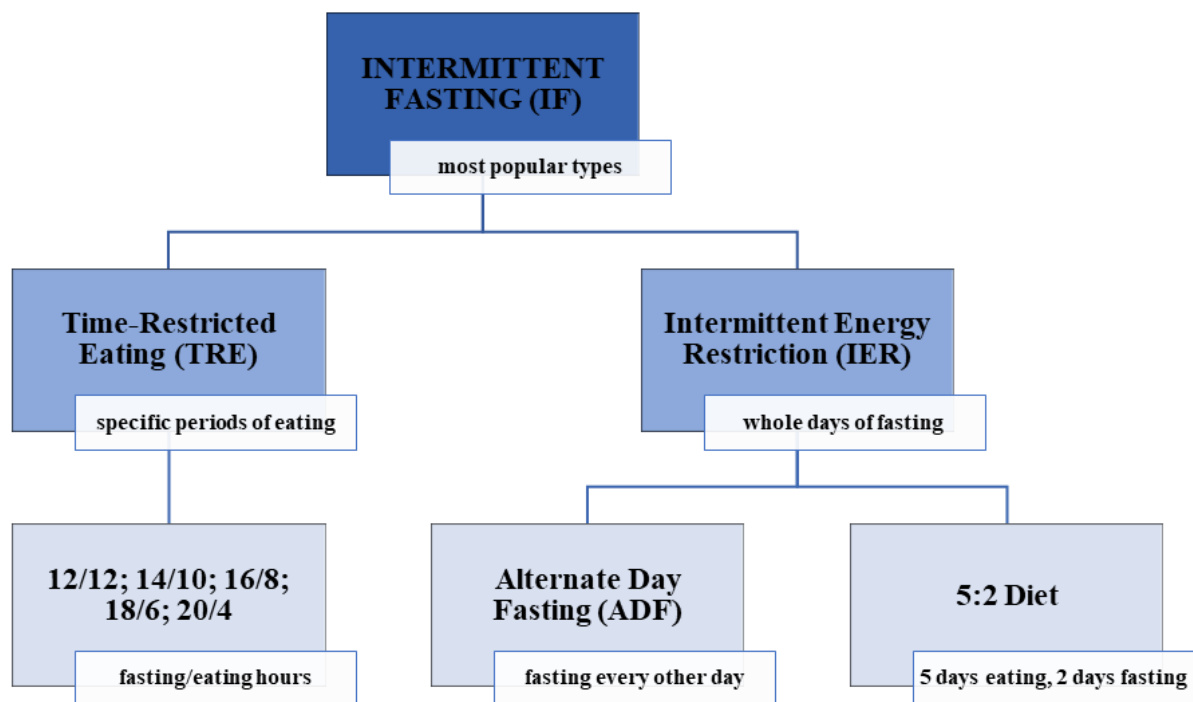 INTERMITTENT
FASTING (IF)
most popular types
Time-Restricted
Eating (TRE)
specific periods of eating
Intermittent Energy
Restriction (IER)
whole days of fasting
12/12; 14/10; 16/8;
18/6; 20/4
fasting/eating hours
Alternate Day
Fasting (ADF)
fasting every other day
5:2 Diet
5 days eating, 2 days fasting